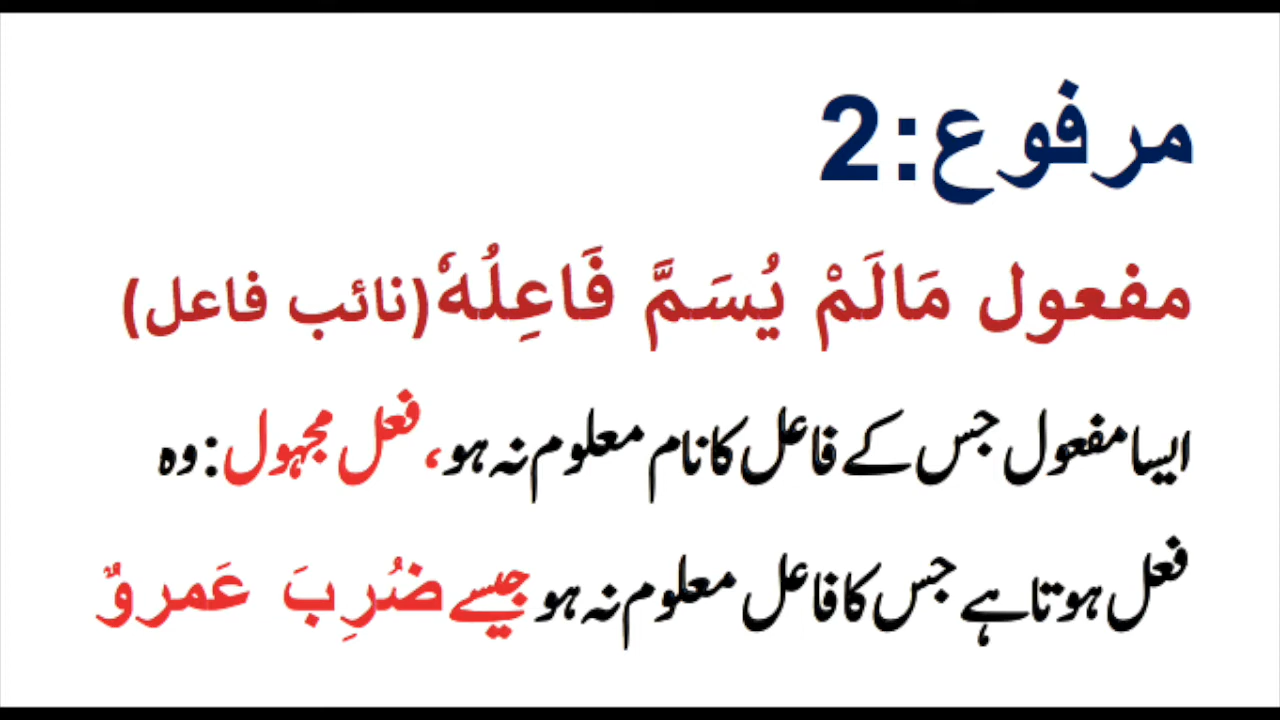 مرفوع:2
مفعول مَالَمْ يُسَمَّ فَاعِلُهٗ(نائب فاعل)
ایسا مفعول جس کے فاعل کا نام معلوم نہ ہو، فعل مجہول: وہ
فعل ہوتا ہے جس کا فاعل معلوم نہ ہو جیسے ضُرِبَ عَمروٌ